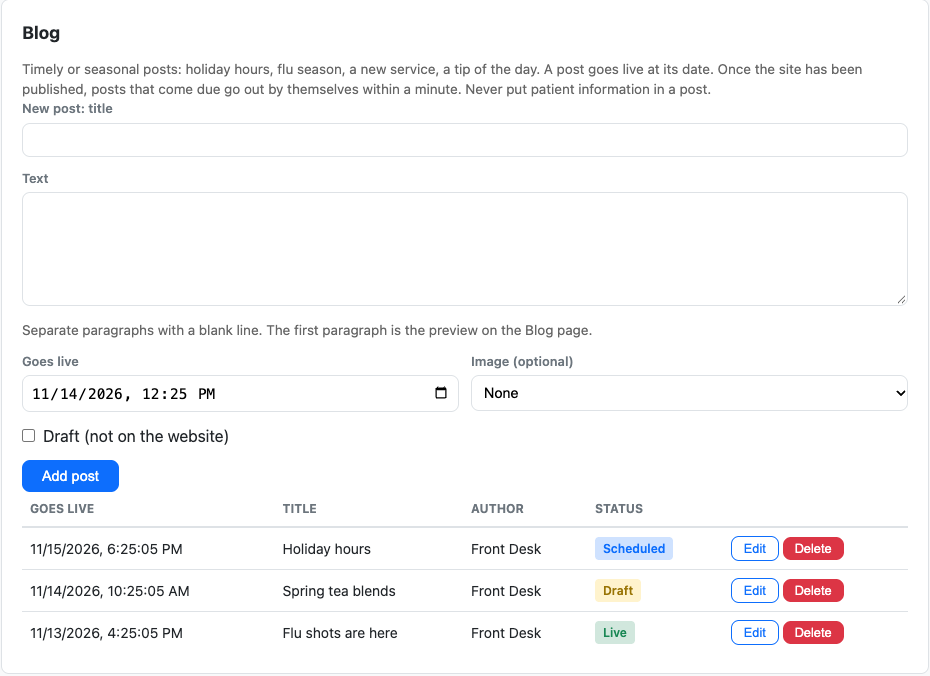 Blog
Timely or seasonal posts: holiday hours, flu season, a new service, a tip of the day. A post goes live at its date. Once the site has been
published, posts that come due go out by themselves within a minute. Never put patient information in a post.
New post: title
Text
Separate paragraphs with a blank line. The first paragraph is the preview on the Blog page.
Goes live
Image (optional)
11/14/2026, 12:25 PM
None
Draft (not on the website)
Add post
GOES LIVE TITLE AUTHOR STATUS
11/15/2026, 6:25:05 PM Holiday hours Front Desk Scheduled Edit Delete
11/14/2026, 10:25:05 AM Spring tea blends Front Desk Draft Edit Delete
11/13/2026, 4:25:05 PM Flu shots are here Front Desk Live Edit Delete